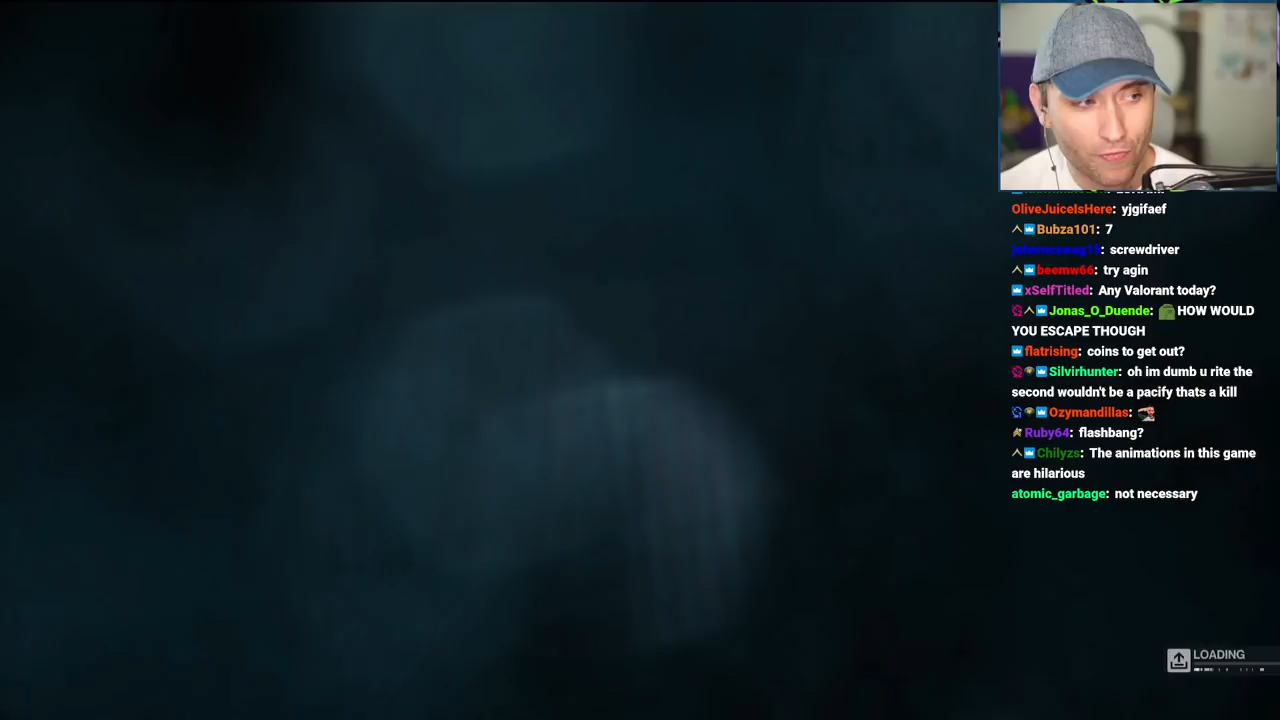 OliveJuiceIsHere: yjgifaef
Bubza101: 7
: screwdriver
beemw66: try agin
xSelfTitled: Any Valorant today?
Jonas_O_Duende: HOW WOULD
YOU ESCAPE THOUGH
flatrising: coins to get out?
Silvirhunter: oh im dumb u rite the
second wouldn't be a pacify thats a kill
Ozymandillas:
Ruby64: flashbang?
Chilyzs: The animations in this game
are hilarious
atomic_garbage: not necessary
LOADING